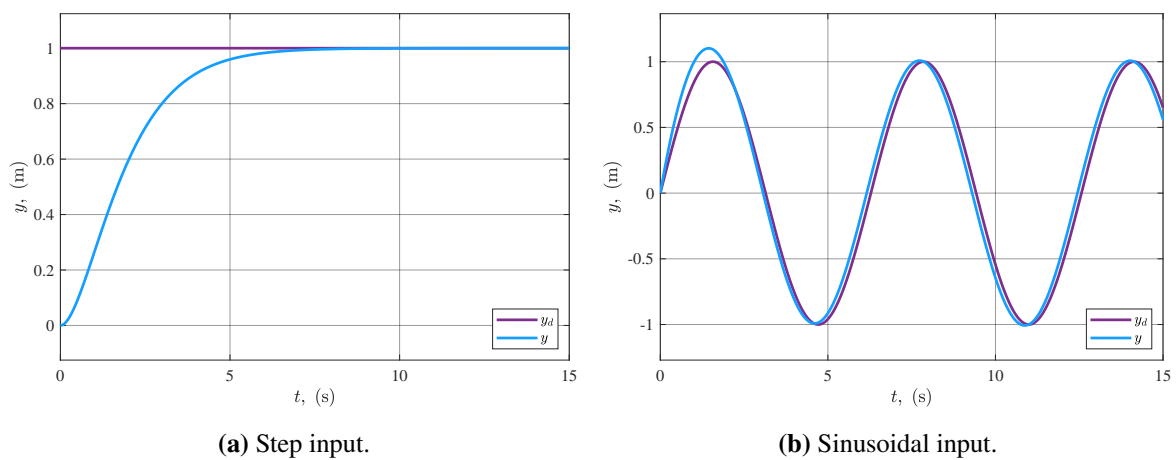 1
0.8
0.6
0.4
0.2
0
y, (m)
0 5 10 15
t, (s)
y_d
y
(a) Step input.
1
0.5
0
-0.5
-1
y, (m)
0 5 10 15
t, (s)
y_d
y
(b) Sinusoidal input.